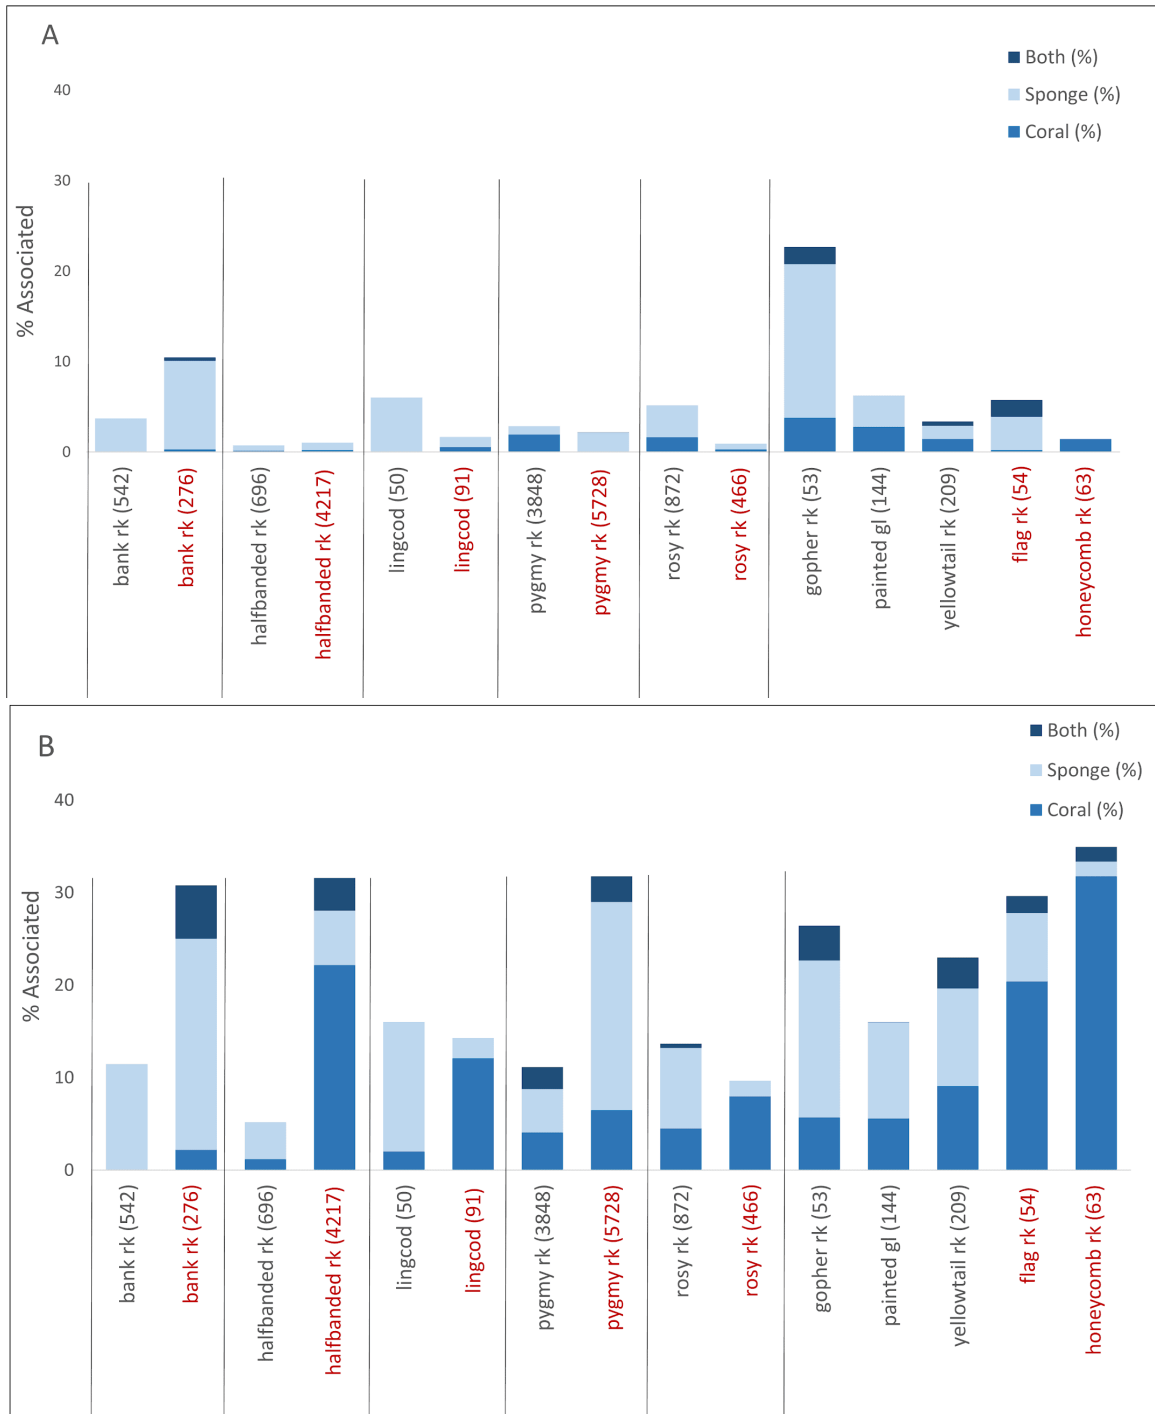 A
Both (%)
Sponge (%)
Coral (%)
% Associated
40
30
20
10
0
bank rk (542)
bank rk (276)
halfbanded rk (696)
halfbanded rk (4217)
lingcod (50)
lingcod (91)
pygmy rk (3848)
pygmy rk (5728)
rosy rk (872)
rosy rk (466)
gopher rk (53)
painted gl (144)
yellowtail rk (209)
flag rk (54)
honeycomb rk (63)
B
Both (%)
Sponge (%)
Coral (%)
% Associated
40
30
20
10
0
bank rk (542)
bank rk (276)
halfbanded rk (696)
halfbanded rk (4217)
lingcod (50)
lingcod (91)
pygmy rk (3848)
pygmy rk (5728)
rosy rk (872)
rosy rk (466)
gopher rk (53)
painted gl (144)
yellowtail rk (209)
flag rk (54)
honeycomb rk (63)